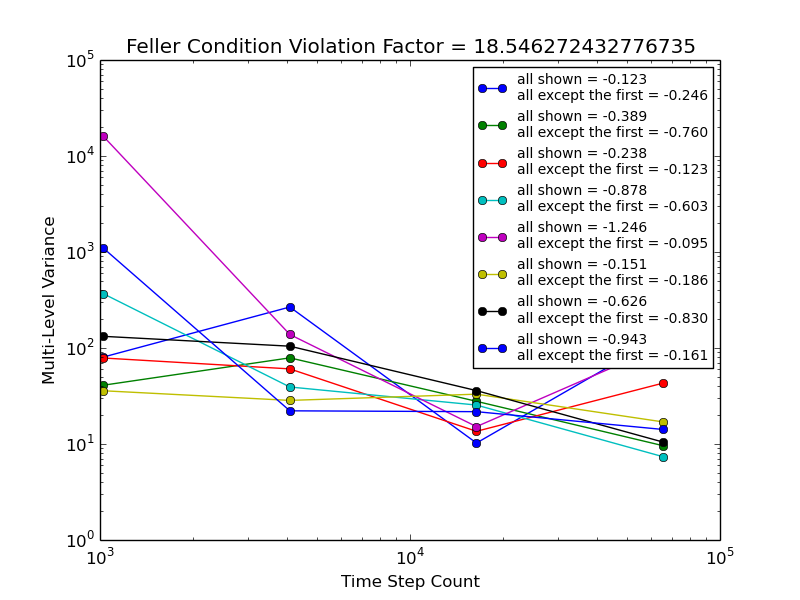 Feller Condition Violation Factor = 18.546272432776735
10^5
10^4
10^3
10^2
10^1
10^0
Multi-Level Variance
all shown = -0.123
all except the first = -0.246
all shown = -0.389
all except the first = -0.760
all shown = -0.238
all except the first = -0.123
all shown = -0.878
all except the first = -0.603
all shown = -1.246
all except the first = -0.095
all shown = -0.151
all except the first = -0.186
all shown = -0.626
all except the first = -0.830
all shown = -0.943
all except the first = -0.161
10^3 10^4 10^5
Time Step Count